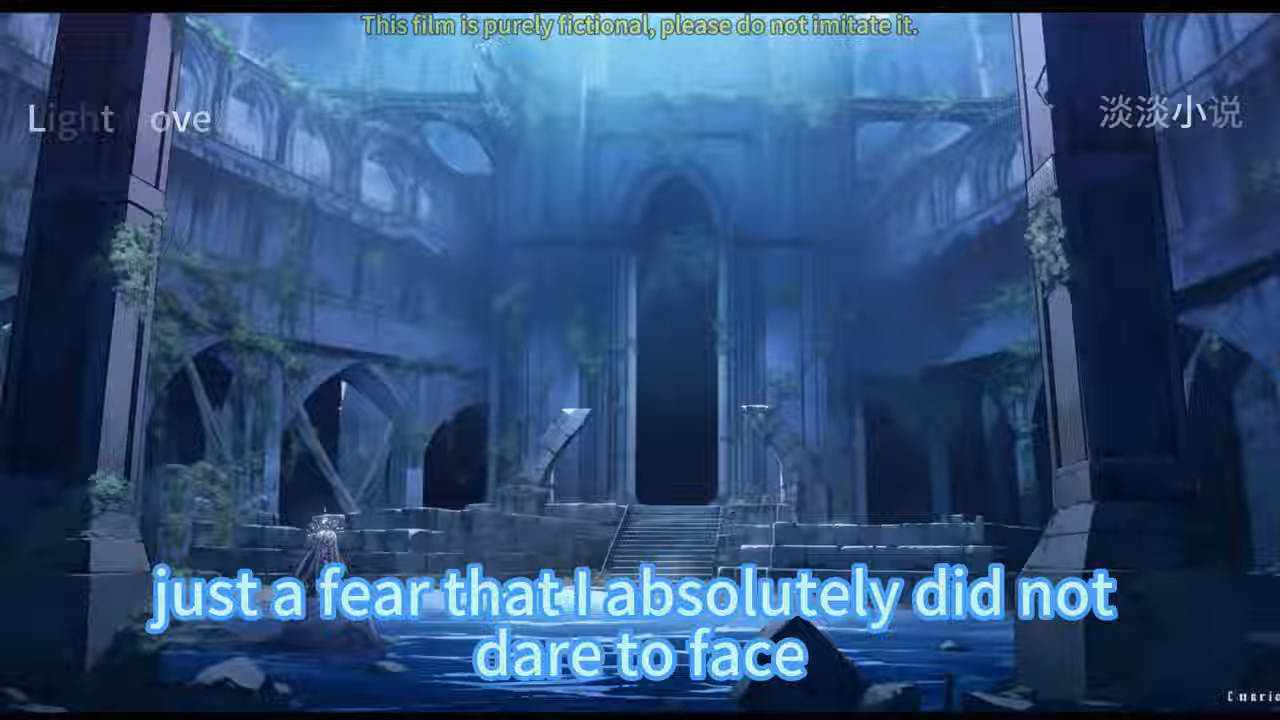 This film is purely fictional, please do not imitate it.
Light ove
淡淡小说
just a fear that I absolutely did not
dare to face